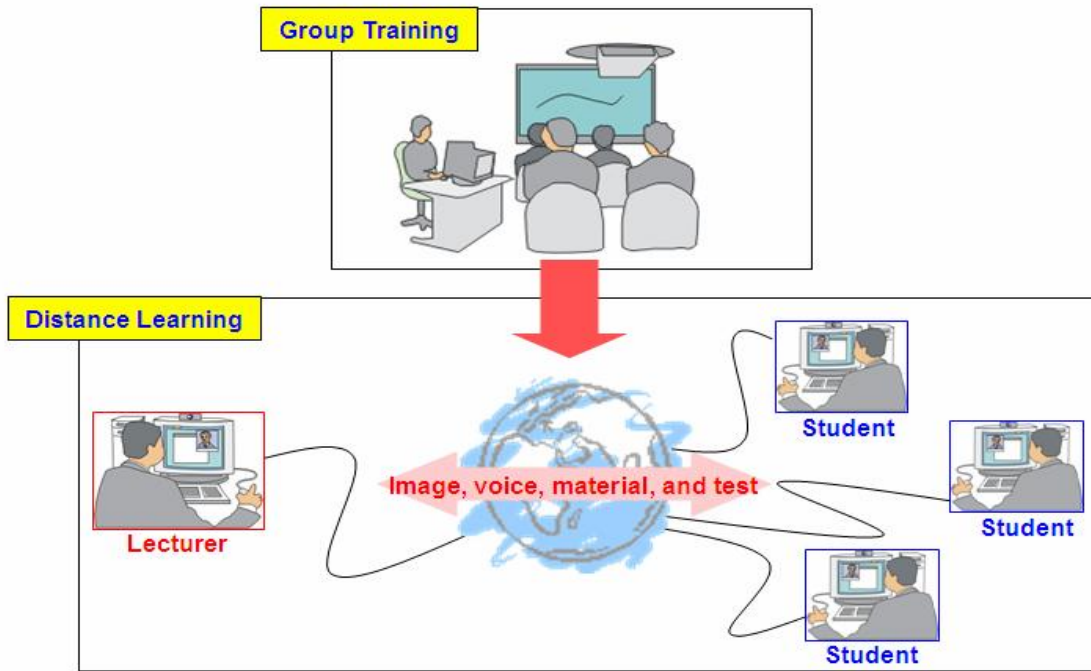 Group Training
Distance Learning
Student
Image, voice, material, and test
Student
Lecturer
Student